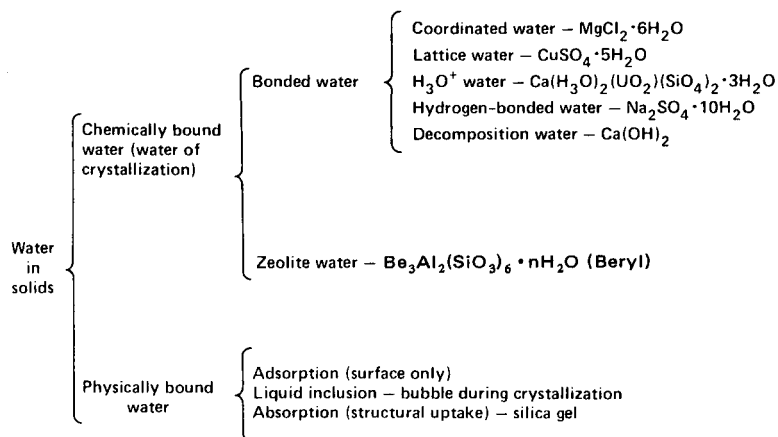 Water
in
solids
Chemically bound
water (water of
crystallization)
Bonded water
Coordinated water – MgCl₂·6H₂O
Lattice water – CuSO₄·5H₂O
H₃O⁺ water – Ca(H₃O)₂(UO₂)(SiO₄)₂·3H₂O
Hydrogen-bonded water – Na₂SO₄·10H₂O
Decomposition water – Ca(OH)₂
Zeolite water – Be₃Al₂(SiO₃)₆ • nH₂O (Beryl)
Physically bound
water
Adsorption (surface only)
Liquid inclusion – bubble during crystallization
Absorption (structural uptake) – silica gel